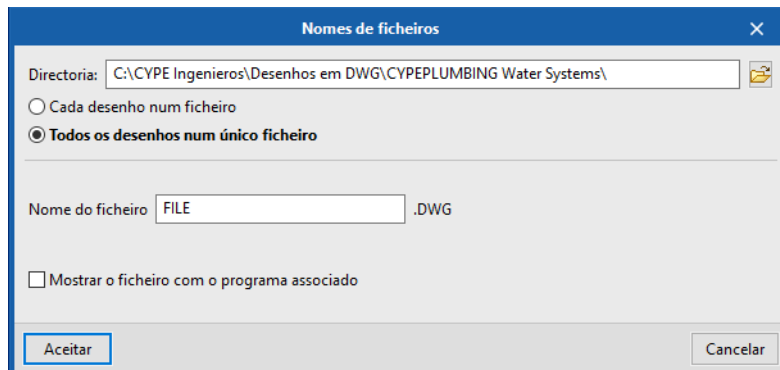 Nomes de ficheiros
Directoria: C:\CYPE Ingenieros\Desenhos em DWG\CYPEPLUMBING Water Systems\
Cada desenho num ficheiro
Todos os desenhos num único ficheiro
Nome do ficheiro FILE .DWG
Mostrar o ficheiro com o programa associado
Aceitar Cancelar